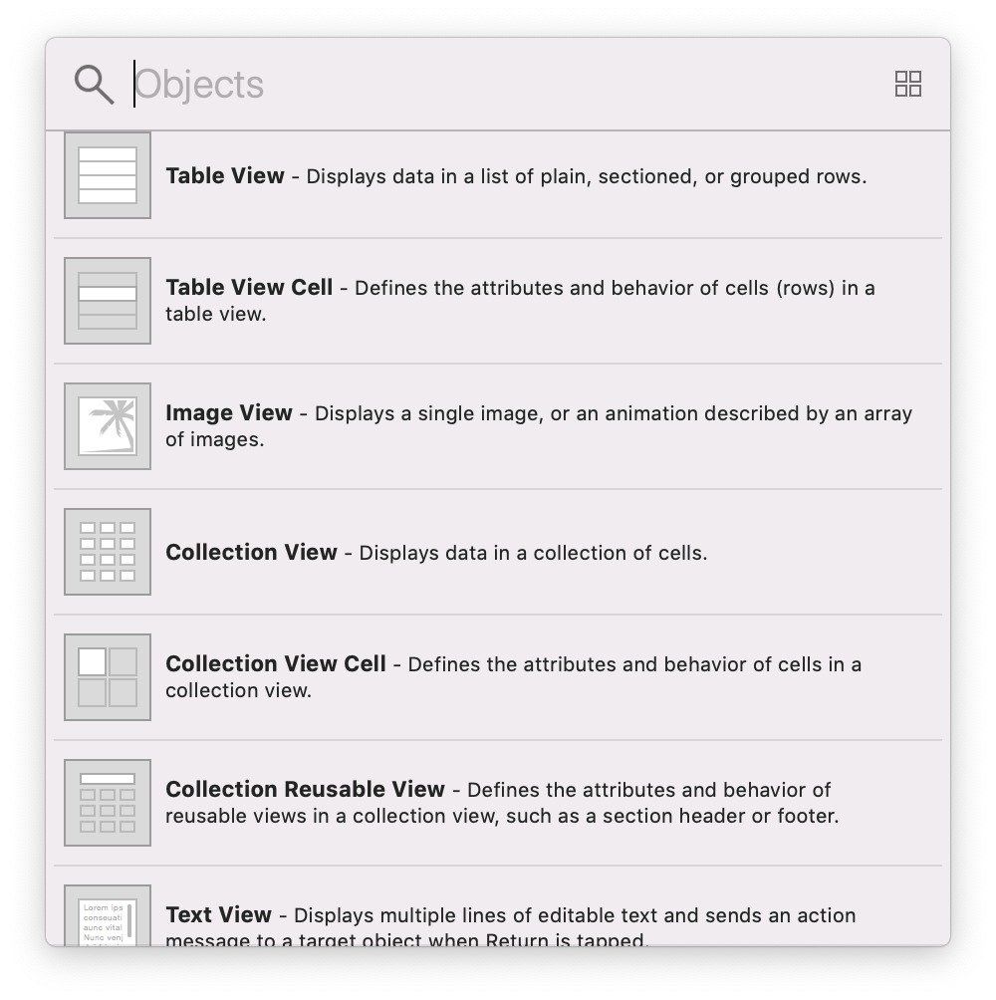 Objects
Table View - Displays data in a list of plain, sectioned, or grouped rows.
Table View Cell - Defines the attributes and behavior of cells (rows) in a
table view.
Image View - Displays a single image, or an animation described by an array
of images.
Collection View - Displays data in a collection of cells.
Collection View Cell - Defines the attributes and behavior of cells in a
collection view.
Collection Reusable View - Defines the attributes and behavior of
reusable views in a collection view, such as a section header or footer.
Lorem ips
conseuati
aunc vital
Nunc venj
Text View - Displays multiple lines of editable text and sends an action
message to a target object when Return is tapped.